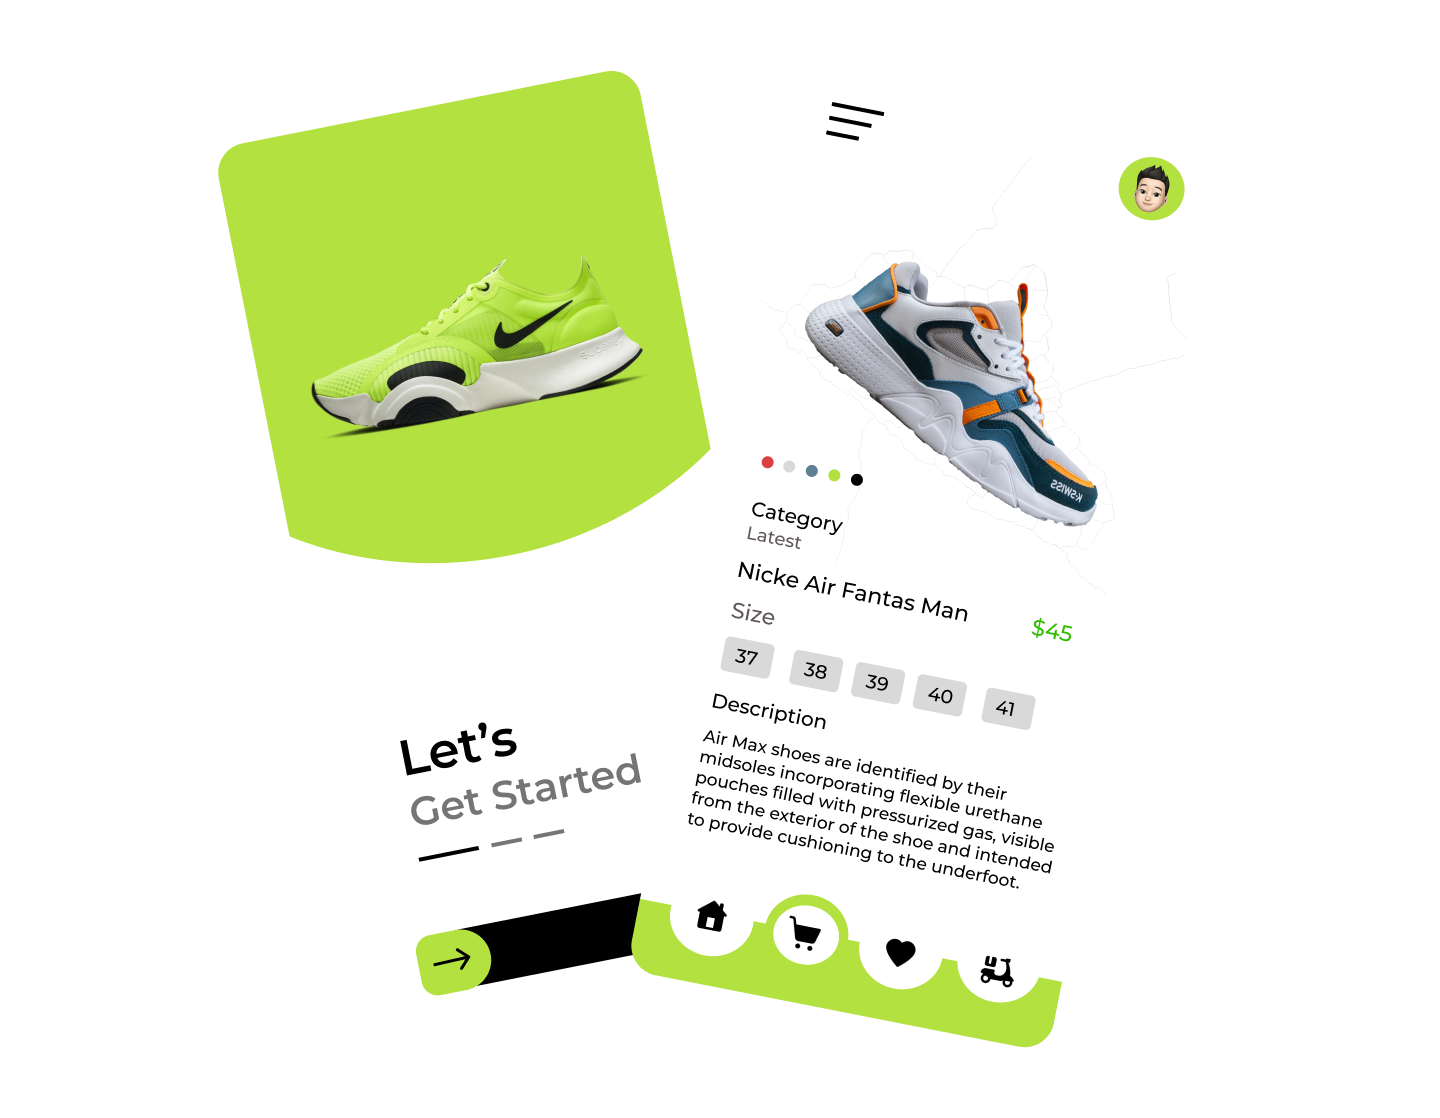 Let’s
Get Started
K·SWISS
Category
Latest
Nicke Air Fantas Man
$45
Size
37 38 39 40 41
Description
Air Max shoes are identified by their
midsoles incorporating flexible urethane
pouches filled with pressurized gas, visible
from the exterior of the shoe and intended
to provide cushioning to the underfoot.